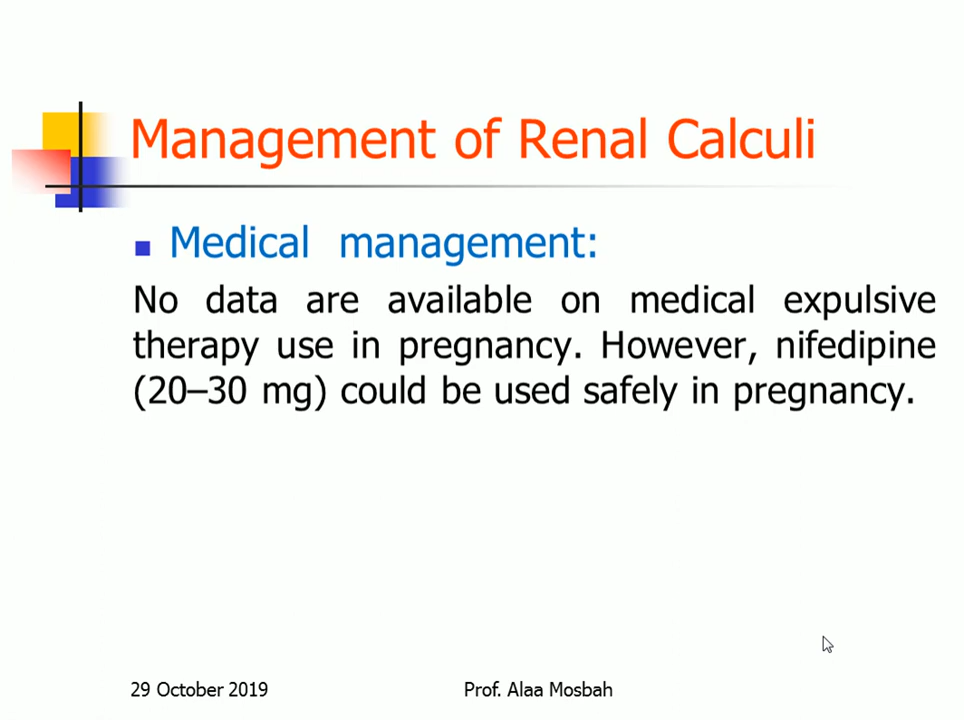 Management of Renal Calculi
Medical management:
No data are available on medical expulsive
therapy use in pregnancy. However, nifedipine
(20–30 mg) could be used safely in pregnancy.
29 October 2019
Prof. Alaa Mosbah